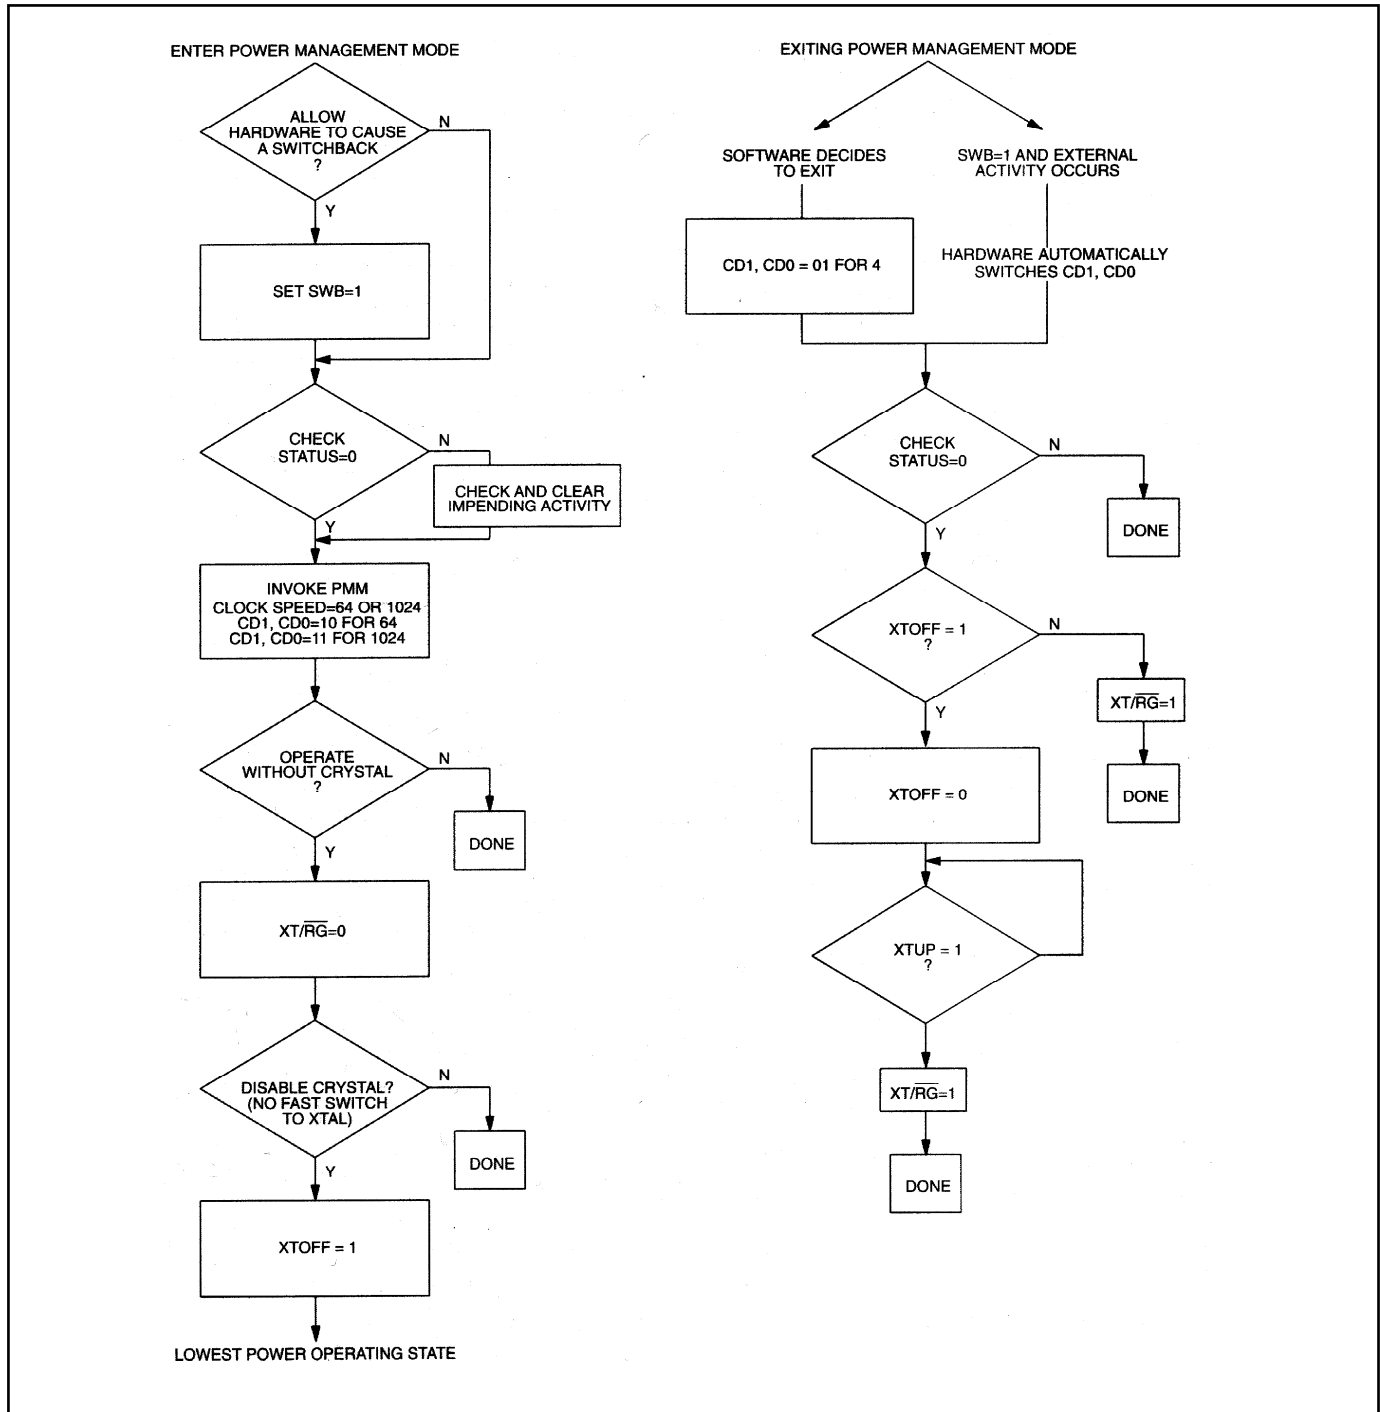 ENTER POWER MANAGEMENT MODE
ALLOW
HARDWARE TO CAUSE
A SWITCHBACK
?
N
Y
SET SWB=1
CHECK
STATUS=0
N
CHECK AND CLEAR
IMPENDING ACTIVITY
Y
INVOKE PMM
CLOCK SPEED=64 OR 1024
CD1, CD0=10 FOR 64
CD1, CD0=11 FOR 1024
OPERATE
WITHOUT CRYSTAL
?
N
DONE
Y
XT/R̅G̅=0
DISABLE CRYSTAL?
(NO FAST SWITCH
TO XTAL)
N
DONE
Y
XTOFF = 1
LOWEST POWER OPERATING STATE
EXITING POWER MANAGEMENT MODE
SOFTWARE DECIDES
TO EXIT
SWB=1 AND EXTERNAL
ACTIVITY OCCURS
CD1, CD0 = 01 FOR 4
HARDWARE AUTOMATICALLY
SWITCHES CD1, CD0
CHECK
STATUS=0
N
DONE
Y
XTOFF = 1
?
N
XT/R̅G̅=1
DONE
Y
XTOFF = 0
XTUP = 1
?
XT/R̅G̅=1
DONE